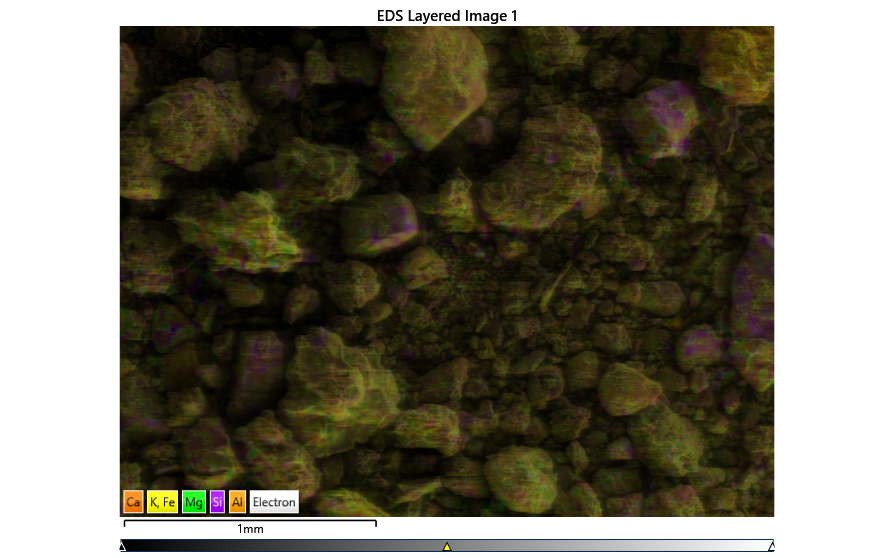 EDS Layered Image 1
Ca K, Fe Mg Si Al Electron
1mm